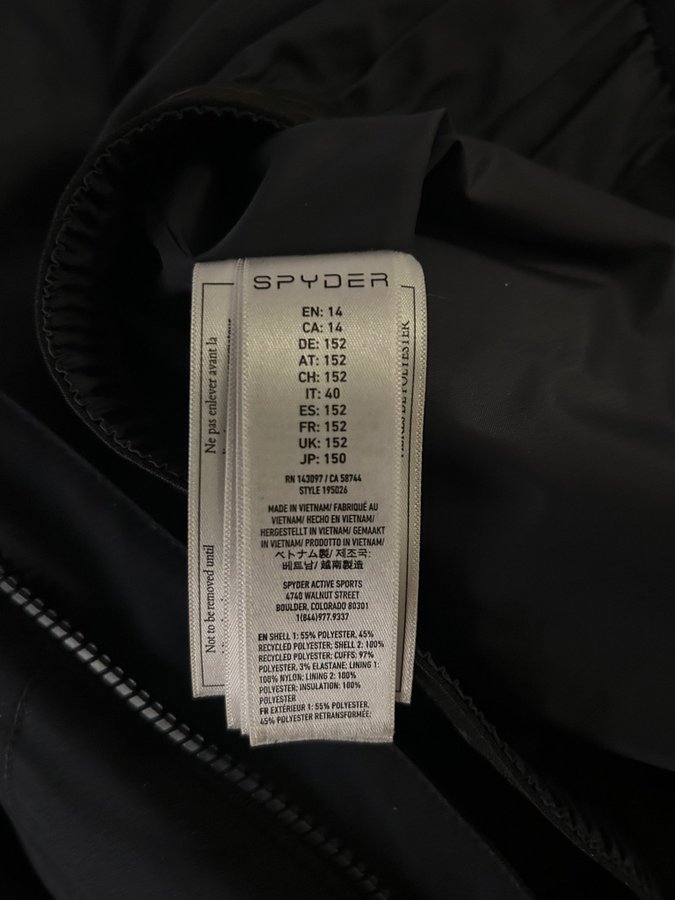 SPYDER
EN: 14
CA: 14
DE: 152
AT: 152
CH: 152
IT: 40
ES: 152
FR: 152
UK: 152
JP: 150
RN 143097 / CA 58744
STYLE 195026
MADE IN VIETNAM/ FABRIQUÉ AU
VIETNAM/ HECHO EN VIETNAM/
HERGESTELLT IN VIETNAM/ GEMAAKT
IN VIETNAM/ PRODOTTO IN VIETNAM/
ベトナム製/ 제조국:
베트남/ 越南製造
SPYDER ACTIVE SPORTS
4740 WALNUT STREET
BOULDER, COLORADO 80301
1(844)977.9337
EN SHELL 1: 55% POLYESTER, 45%
RECYCLED POLYESTER; SHELL 2: 100%
RECYCLED POLYESTER; CUFFS: 97%
POLYESTER, 3% ELASTANE; LINING 1:
100% NYLON; LINING 2: 100%
POLYESTER; INSULATION: 100%
POLYESTER
FR EXTÉRIEUR 1: 55% POLYESTER,
45% POLYESTER RETRANSFORMÉE;
Not to be removed until
Ne pas enlever avant la
DE POLYESTER